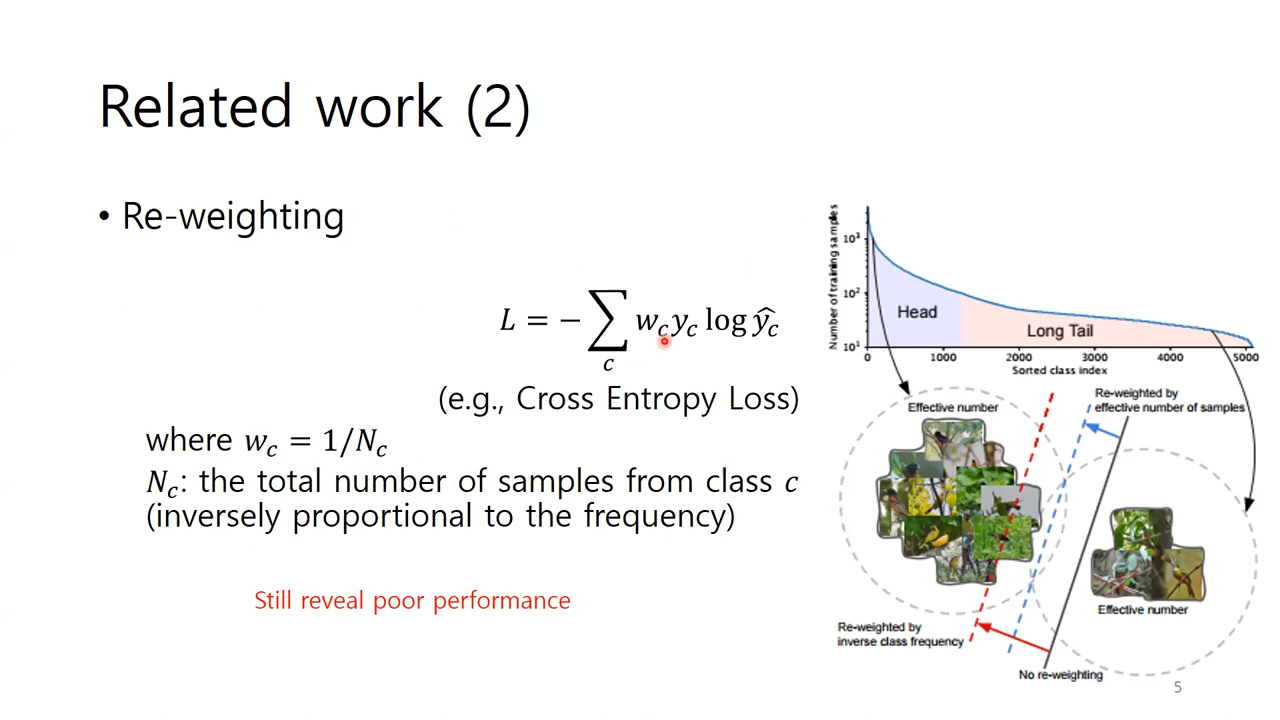 Related work (2)
• Re-weighting
L = − ∑_c w_c y_c log ŷ_c
(e.g., Cross Entropy Loss)
where w_c = 1/N_c
N_c: the total number of samples from class c
(inversely proportional to the frequency)
Still reveal poor performance
Number of training samples
10³
10²
10¹
Head
Long Tail
0 1000 2000 3000 4000 5000
Sorted class index
Re-weighted by
effective number of samples
Effective number
Effective number
Re-weighted by
inverse class frequency
No re-weighting
5